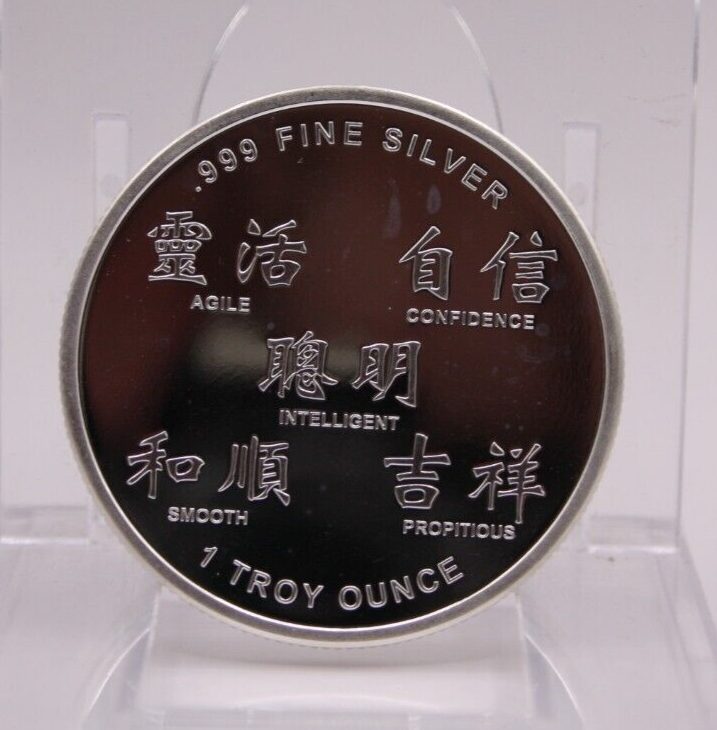 .999 FINE SILVER
靈活 自信
AGILE CONFIDENCE
聰明
INTELLIGENT
和順 吉祥
SMOOTH PROPITIOUS
1 TROY OUNCE